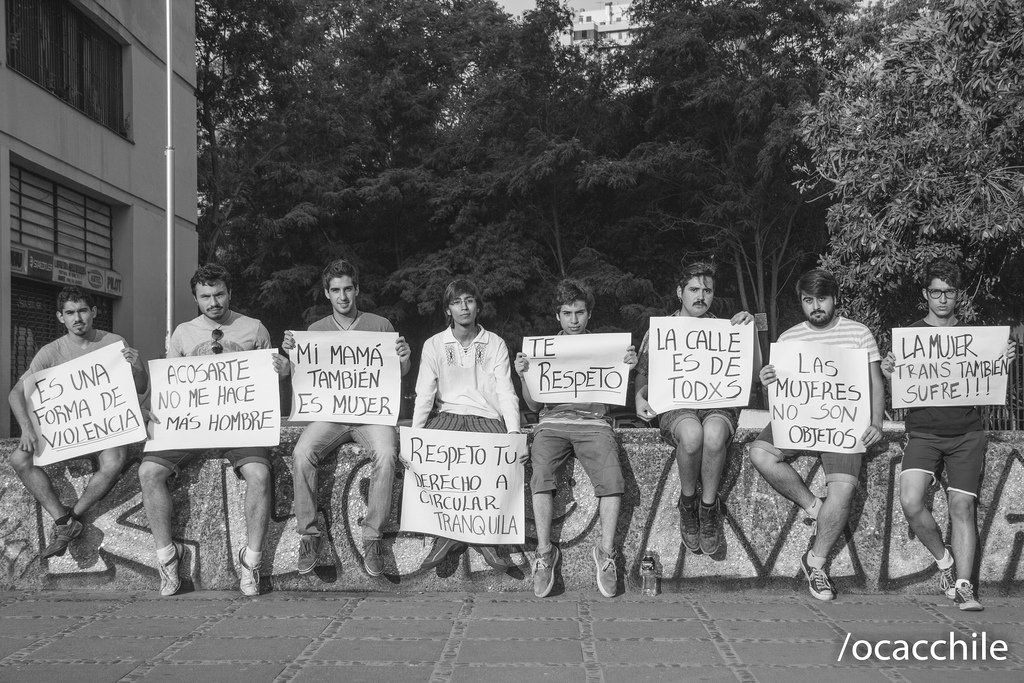 ES UNA
FORMA DE
VIOLENCIA
ACOSARTE
NO ME HACE
MÁS HOMBRE
MI MAMÁ
TAMBIÉN
ES MUJER
RESPETO TU
DERECHO A
CIRCULAR
TRANQUILA
TE
RESPETO
LA CALLE
ES DE
TODXS
LAS
MUJERES
NO SON
OBJETOS
LA MUJER
TRANS TAMBIÉN
SUFRE!!!
PILOT
/ocacchile